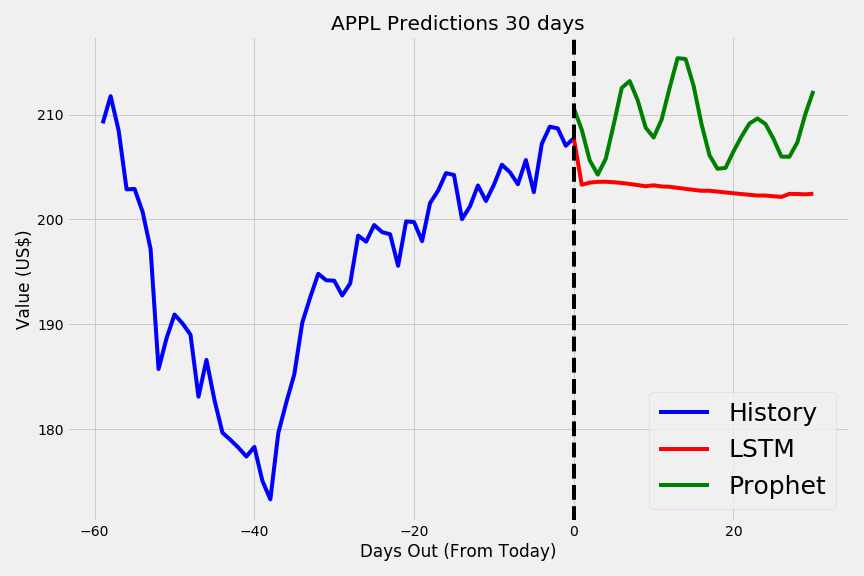 APPL Predictions 30 days
Value (US$)
210
200
190
180
−60
−40
−20
0
20
Days Out (From Today)
History
LSTM
Prophet